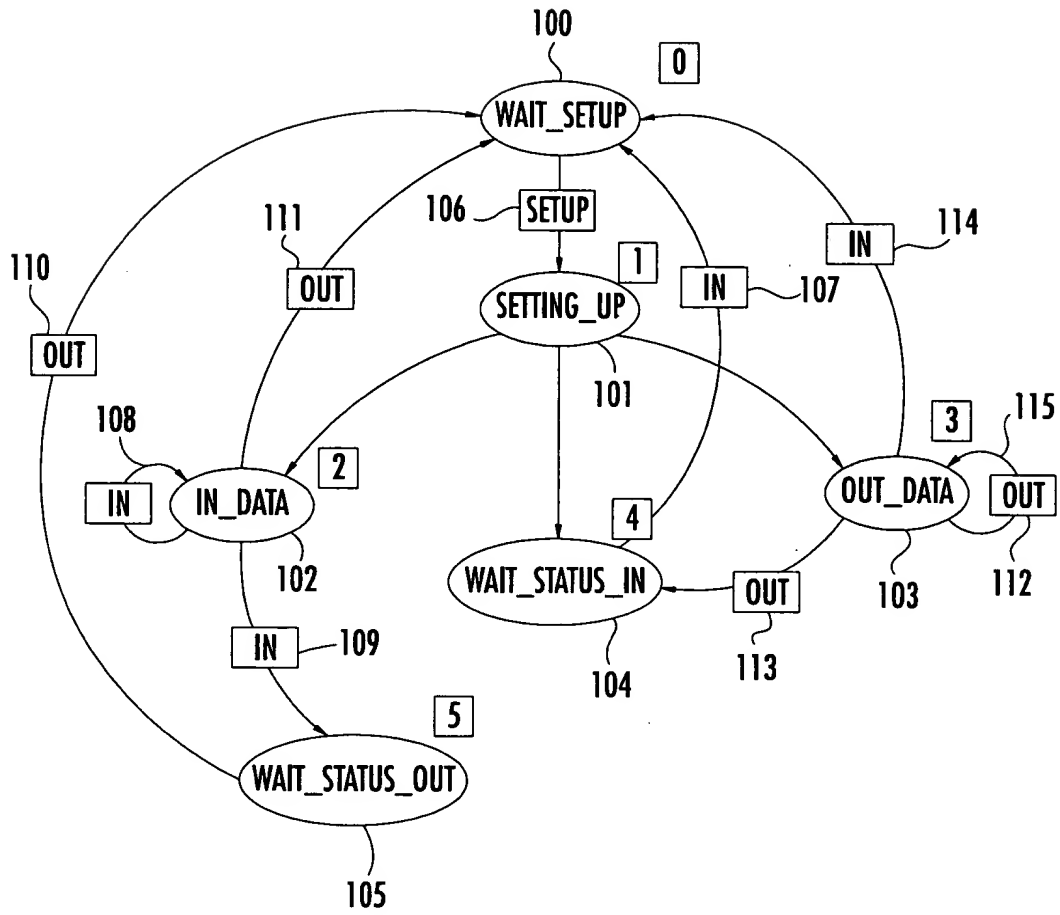 100
0
WAIT_SETUP
106
SETUP
111
OUT
114
IN
110
OUT
1
SETTING_UP
IN
107
101
108
IN
2
IN_DATA
102
3
115
OUT_DATA
OUT
112
103
4
WAIT_STATUS_IN
OUT
113
104
IN
109
5
WAIT_STATUS_OUT
105